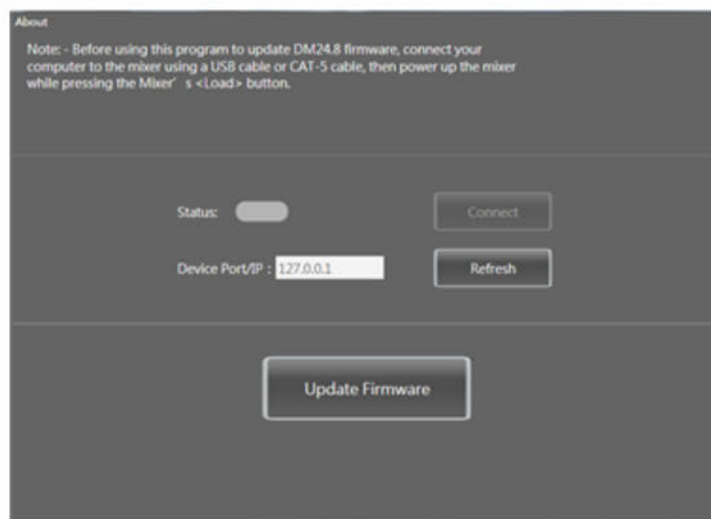 About
Note: - Before using this program to update DM24.8 firmware, connect your
computer to the mixer using a USB cable or CAT-5 cable, then power up the mixer
while pressing the Mixer’ s <Load> button.
Status:
Connect
Device Port/IP : 127.0.0.1
Refresh
Update Firmware